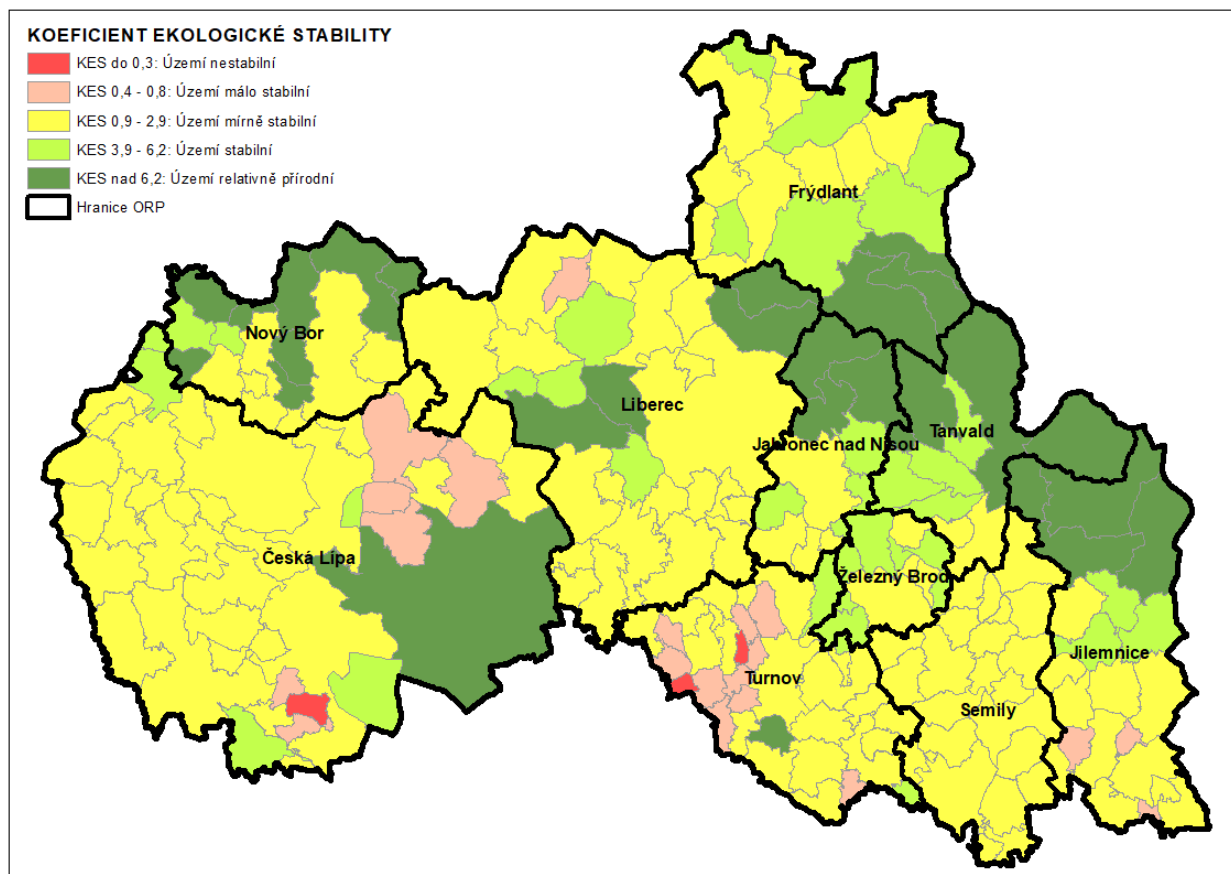 KOEFICIENT EKOLOGICKÉ STABILITY
KES do 0,3: Území nestabilní
KES 0,4 - 0,8: Území málo stabilní
KES 0,9 - 2,9: Území mírně stabilní
KES 3,9 - 6,2: Území stabilní
KES nad 6,2: Území relativně přírodní
Hranice ORP
Frýdlant
Nový Bor
Liberec
Jablonec nad Nisou
Tanvald
Česká Lípa
Železný Brod
Jilemnice
Turnov
Semily